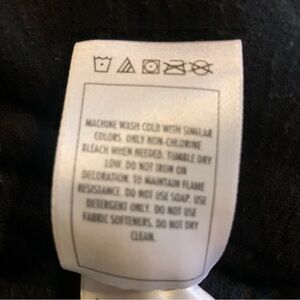 MACHINE WASH COLD WITH SIMILAR
COLORS. ONLY NON-CHLORINE
BLEACH WHEN NEEDED. TUMBLE DRY
LOW. DO NOT IRON ON
DECORATION. TO MAINTAIN FLAME
RESISTANCE. DO NOT USE SOAP. USE
DETERGENT ONLY. DO NOT USE
FABRIC SOFTENERS. DO NOT DRY
CLEAN.